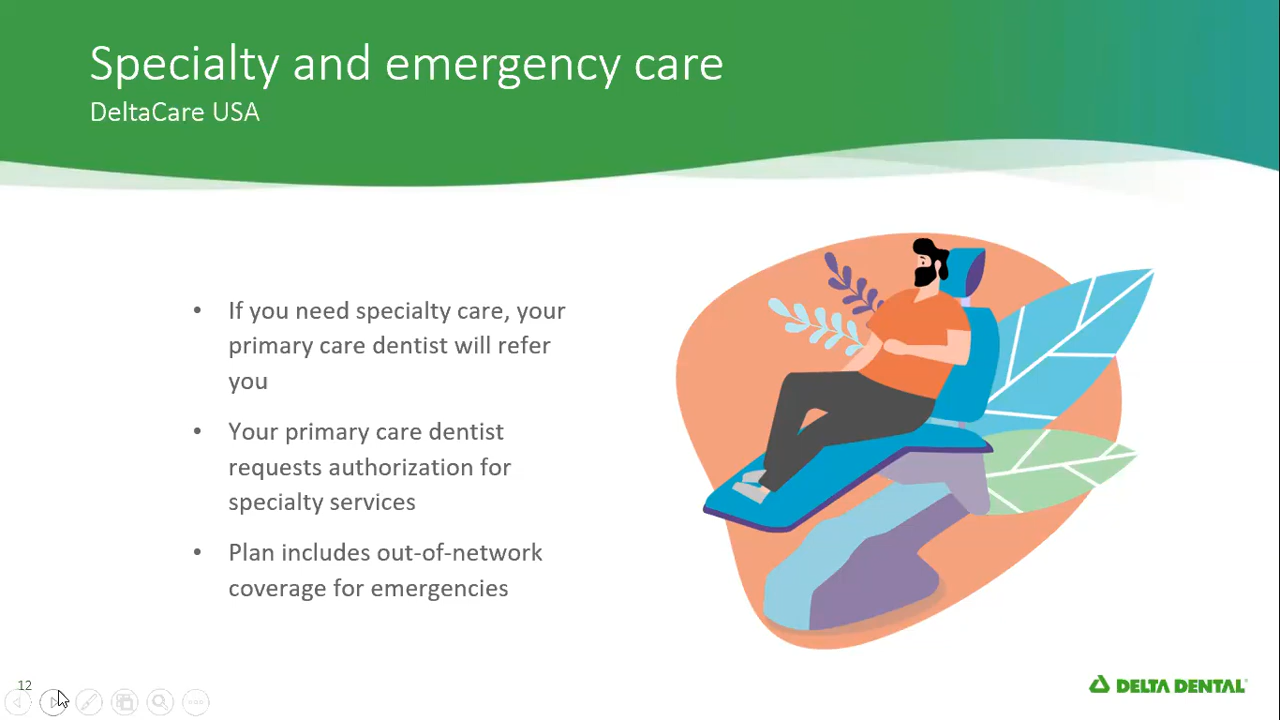 Specialty and emergency care
DeltaCare USA
• If you need specialty care, your
primary care dentist will refer
you
• Your primary care dentist
requests authorization for
specialty services
• Plan includes out-of-network
coverage for emergencies
12
DELTA DENTAL